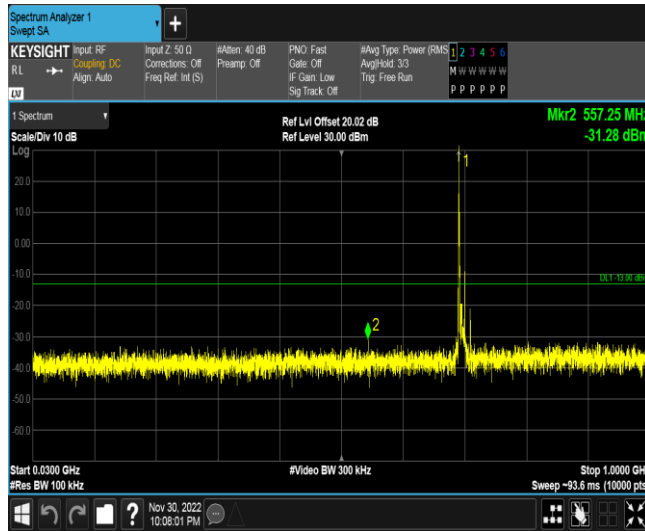 Spectrum Analyzer 1
Swept SA
+
KEYSIGHT
RL
Input: RF
Coupling: DC
Align: Auto
Input Z: 50 Ω
Corrections: Off
Freq Ref: Int (S)
#Atten: 40 dB
Preamp: Off
PNO: Fast
Gate: Off
IF Gain: Low
Sig Track: Off
#Avg Type: Power (RMS
Avg|Hold: 3/3
Trig: Free Run
1 2 3 4 5 6
M W W W W W
P P P P P P
LXI
1 Spectrum
Scale/Div 10 dB
Log
Ref Lvl Offset 20.02 dB
Ref Level 30.00 dBm
Mkr2 557.25 MHz
-31.28 dBm
20.0
10.0
0.00
-10.0
-20.0
-30.0
-40.0
-50.0
-60.0
1
2
DL1 -13.00 dBm
Start 0.0300 GHz
#Res BW 100 kHz
#Video BW 300 kHz
Stop 1.0000 GH
Sweep ~93.6 ms (10000 pts
?
Nov 30, 2022
10:08:01 PM